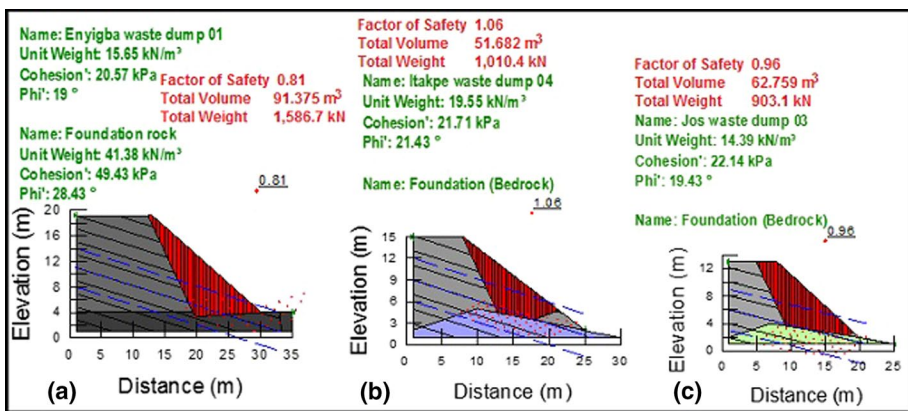 Name: Enyigba waste dump 01
Unit Weight: 15.65 kN/m³
Cohesion': 20.57 kPa
Phi': 19 °
Factor of Safety 0.81
Total Volume 91.375 m³
Total Weight 1,586.7 kN
Name: Foundation rock
Unit Weight: 41.38 kN/m³
Cohesion': 49.43 kPa
Phi': 28.43 °
0.81
Elevation (m)
20
16
12
8
4
0
0 5 10 15 20 25 30 35
(a) Distance (m)
Factor of Safety 1.06
Total Volume 51.682 m³
Total Weight 1,010.4 kN
Name: Itakpe waste dump 04
Unit Weight: 19.55 kN/m³
Cohesion': 21.71 kPa
Phi': 21.43 °
Name: Foundation (Bedrock)
1.06
Elevation (m)
15
12
9
6
3
0
0 5 10 15 20 25 30
(b) Distance (m)
Factor of Safety 0.96
Total Volume 62.759 m³
Total Weight 903.1 kN
Name: Jos waste dump 03
Unit Weight: 14.39 kN/m³
Cohesion': 22.14 kPa
Phi': 19.43 °
Name: Foundation (Bedrock)
0.96
Elevation (m)
12
8
4
0
0 5 10 15 20 25
(c) Distance (m)